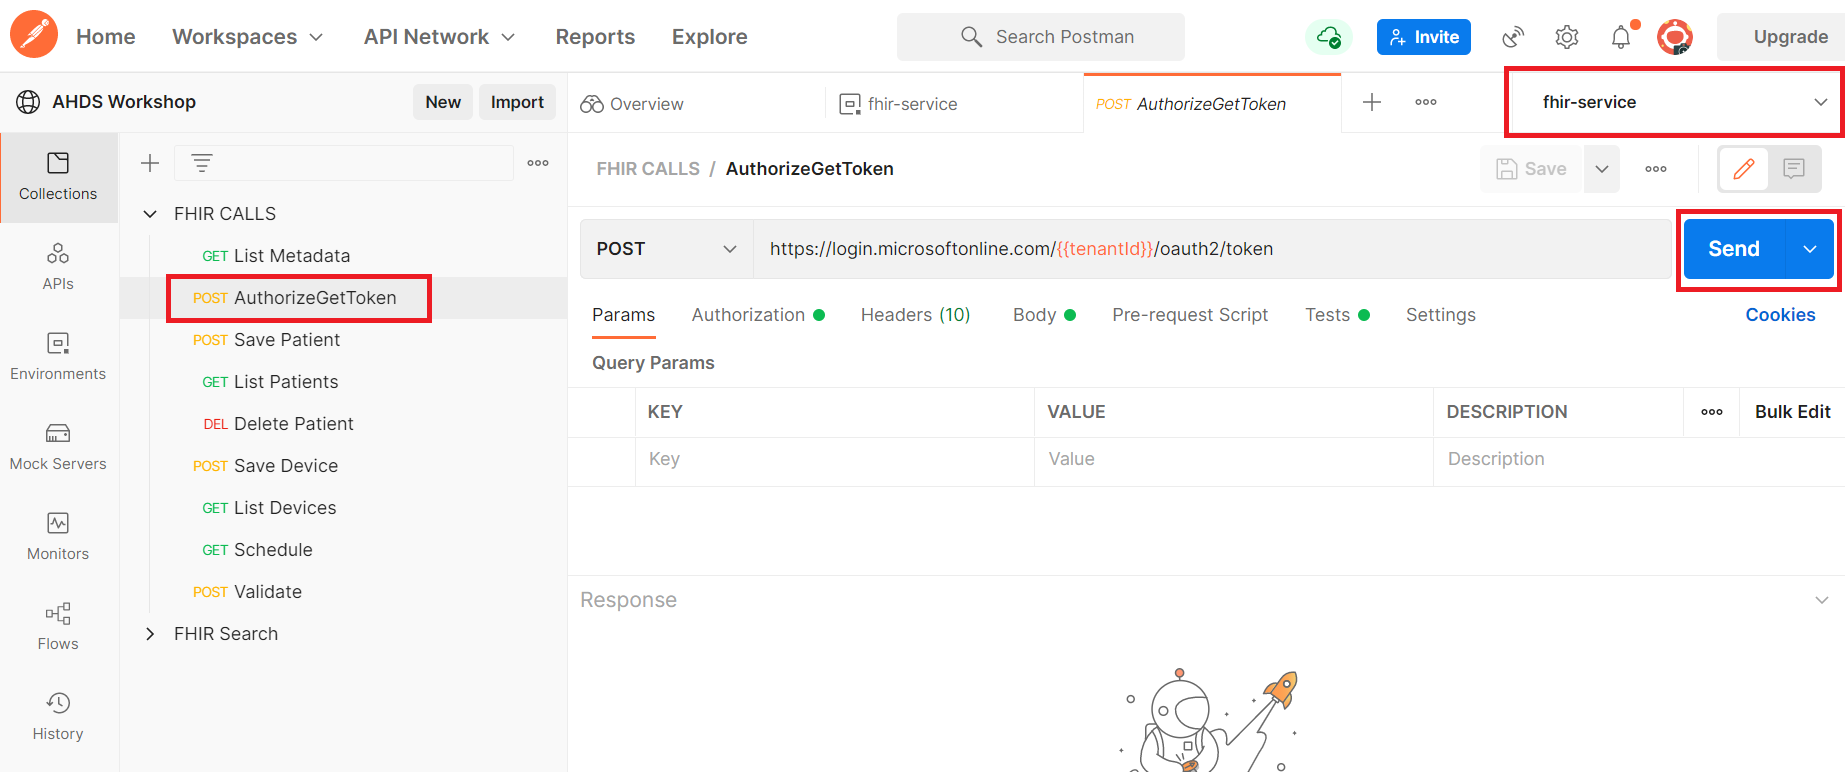 Home Workspaces API Network Reports Explore Search Postman Invite Upgrade
AHDS Workshop New Import
Overview fhir-service POST AuthorizeGetToken fhir-service
Collections
APIs
Environments
Mock Servers
Monitors
Flows
History
FHIR CALLS
GET List Metadata
POST AuthorizeGetToken
POST Save Patient
GET List Patients
DEL Delete Patient
POST Save Device
GET List Devices
GET Schedule
POST Validate
FHIR Search
FHIR CALLS / AuthorizeGetToken Save
POST https://login.microsoftonline.com/{{tenantId}}/oauth2/token Send
Params Authorization Headers (10) Body Pre-request Script Tests Settings Cookies
Query Params
KEY VALUE DESCRIPTION Bulk Edit
Key Value Description
Response